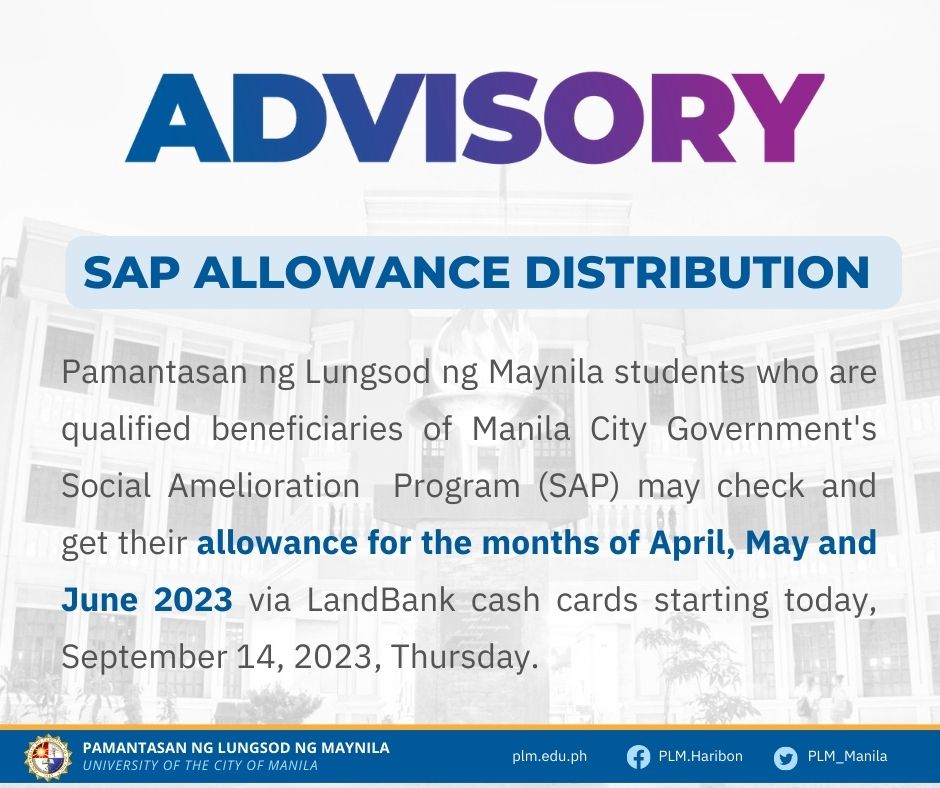 ADVISORY
SAP ALLOWANCE DISTRIBUTION
Pamantasan ng Lungsod ng Maynila students who are
qualified beneficiaries of Manila City Government's
Social Amelioration Program (SAP) may check and
get their allowance for the months of April, May and
June 2023 via LandBank cash cards starting today,
September 14, 2023, Thursday.
PAMANTASAN NG LUNGSOD NG MAYNILA
UNIVERSITY OF THE CITY OF MANILA
plm.edu.ph
PLM.Haribon
PLM_Manila